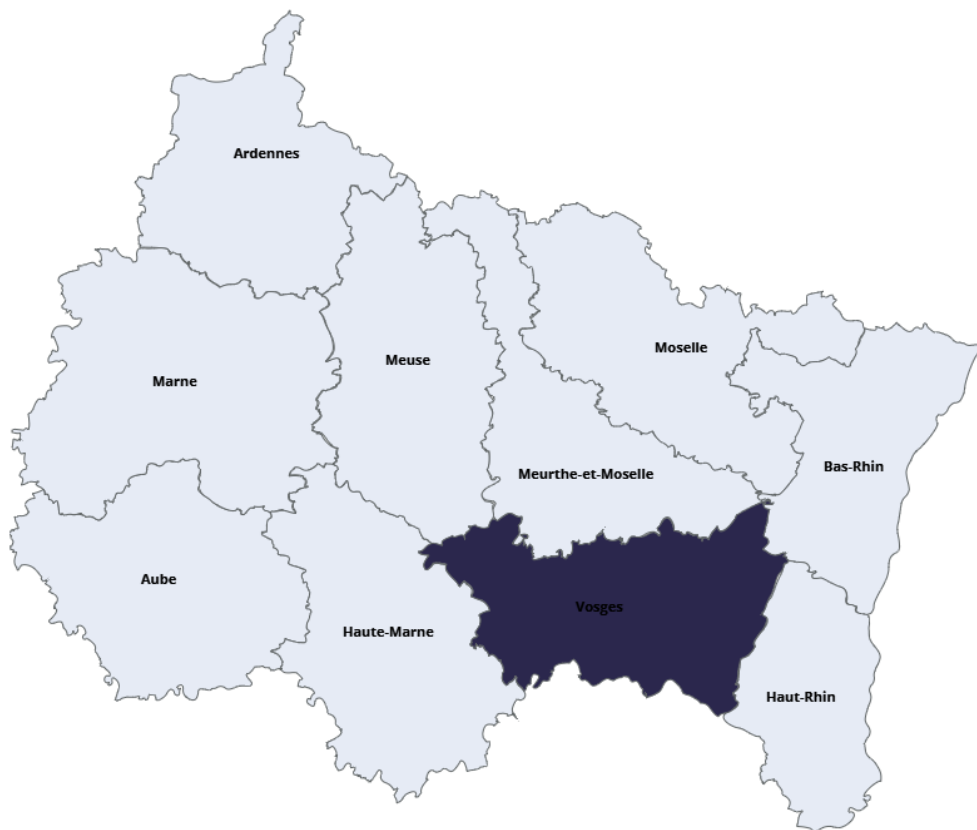 Ardennes
Moselle
Meuse
Marne
Bas-Rhin
Meurthe-et-Moselle
Aube
Vosges
Haute-Marne
Haut-Rhin